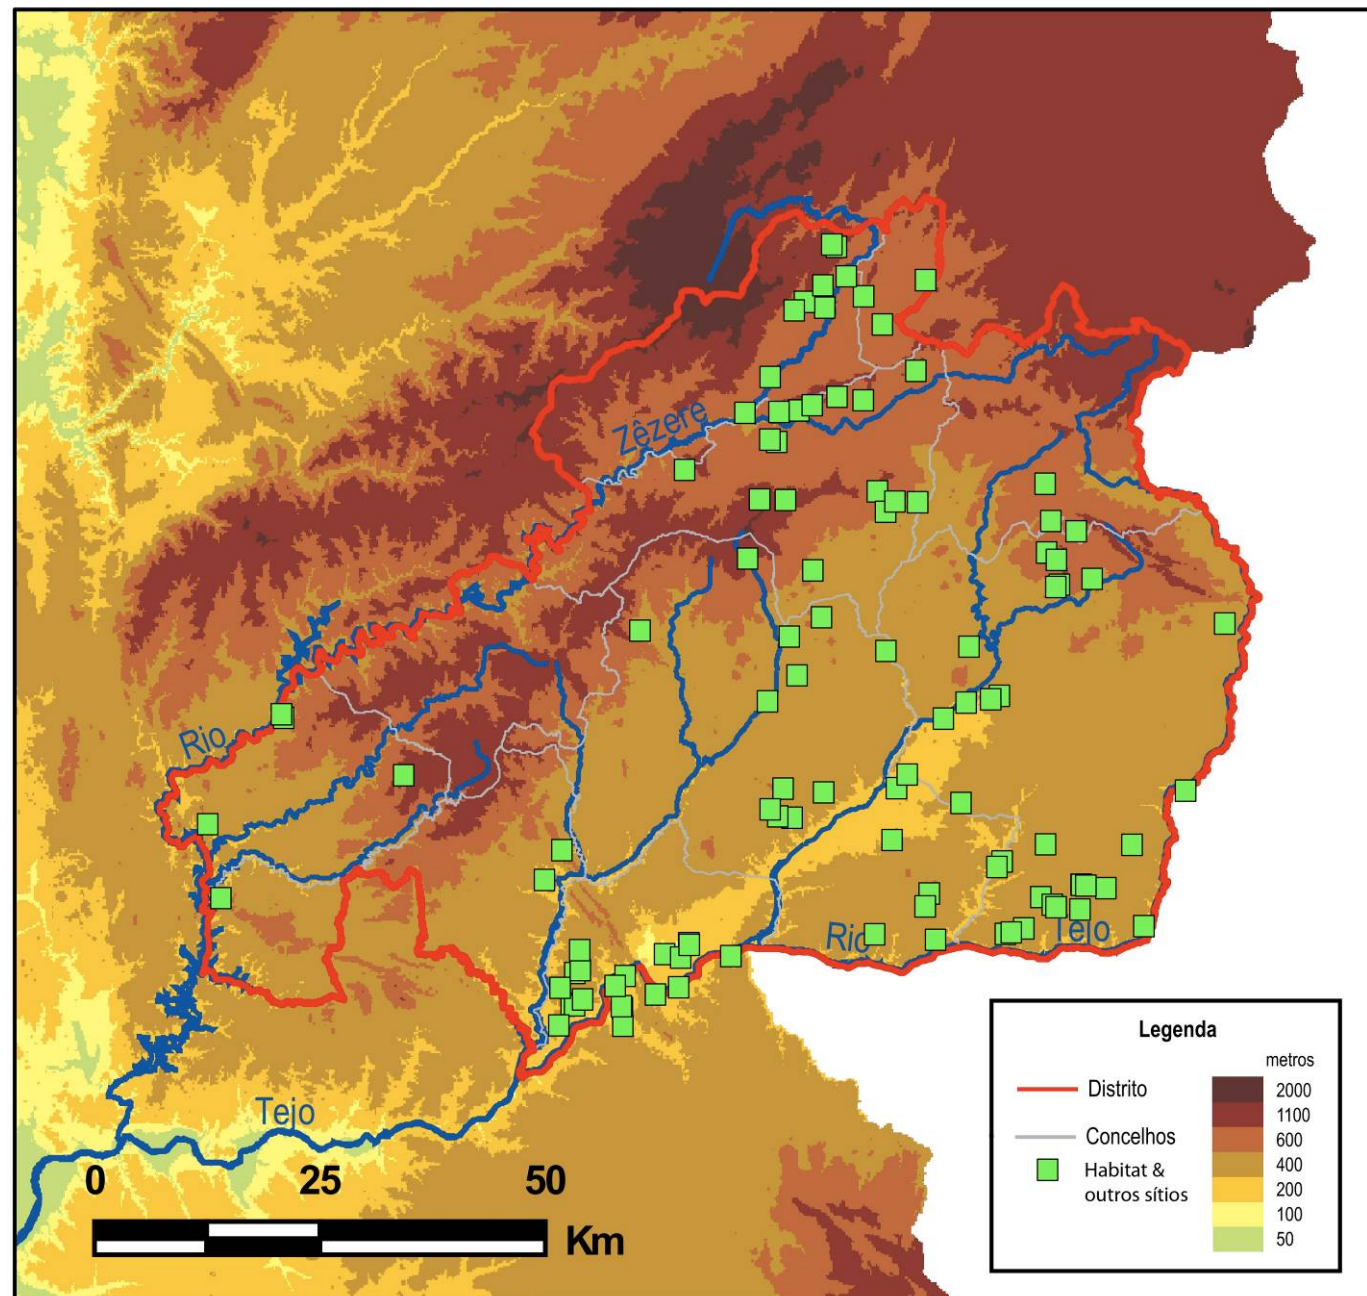 Zêzere
Rio
Rio
Tejo
Tejo
0 25 50
Km
Legenda
metros
Distrito
Concelhos
Habitat &
outros sítios
2000
1100
600
400
200
100
50